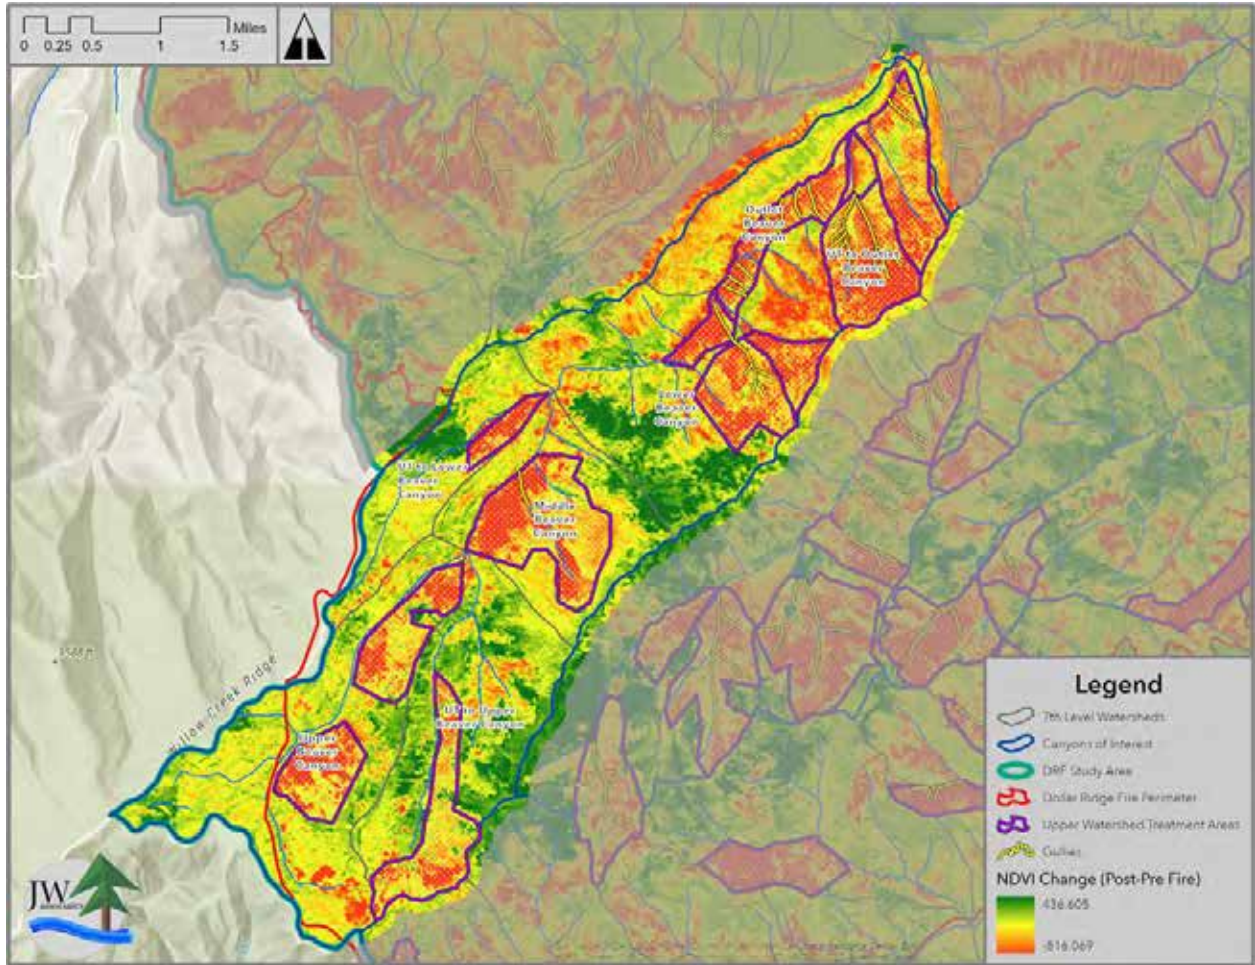 Miles
0 0.25 0.5 1 1.5
Outlet
Beaver
Canyon
UT to Outlet
Beaver
Canyon
Lower
Beaver
Canyon
UT to Lower
Beaver
Canyon
Middle
Beaver
Canyon
Willow Creek Ridge
UT to Upper
Beaver Canyon
Upper
Beaver
Canyon
Legend
7th Level Watersheds
Canyons of Interest
DRF Study Area
Cedar Ridge Fire Perimeter
Upper Watershed Treatment Areas
Gullies
NDVI Change (Post-Pre Fire)
436.605
-816.069
JW